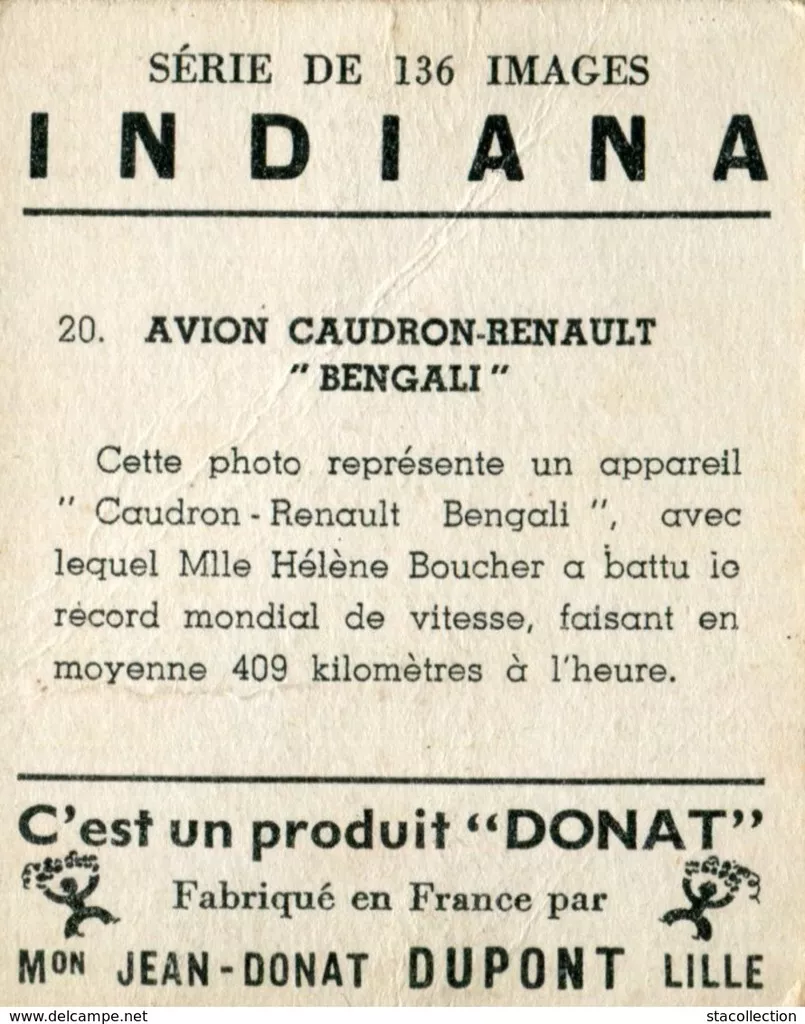 SÉRIE DE 136 IMAGES
INDIANA
20. AVION CAUDRON-RENAULT
" BENGALI "
Cette photo représente un appareil
" Caudron - Renault Bengali ", avec
lequel Mlle Hélène Boucher a battu lo
record mondial de vitesse, faisant en
moyenne 409 kilomètres à l'heure.
C'est un produit “DONAT”
Fabriqué en France par
MON JEAN-DONAT DUPONT LILLE
delcampe.net
stacollection